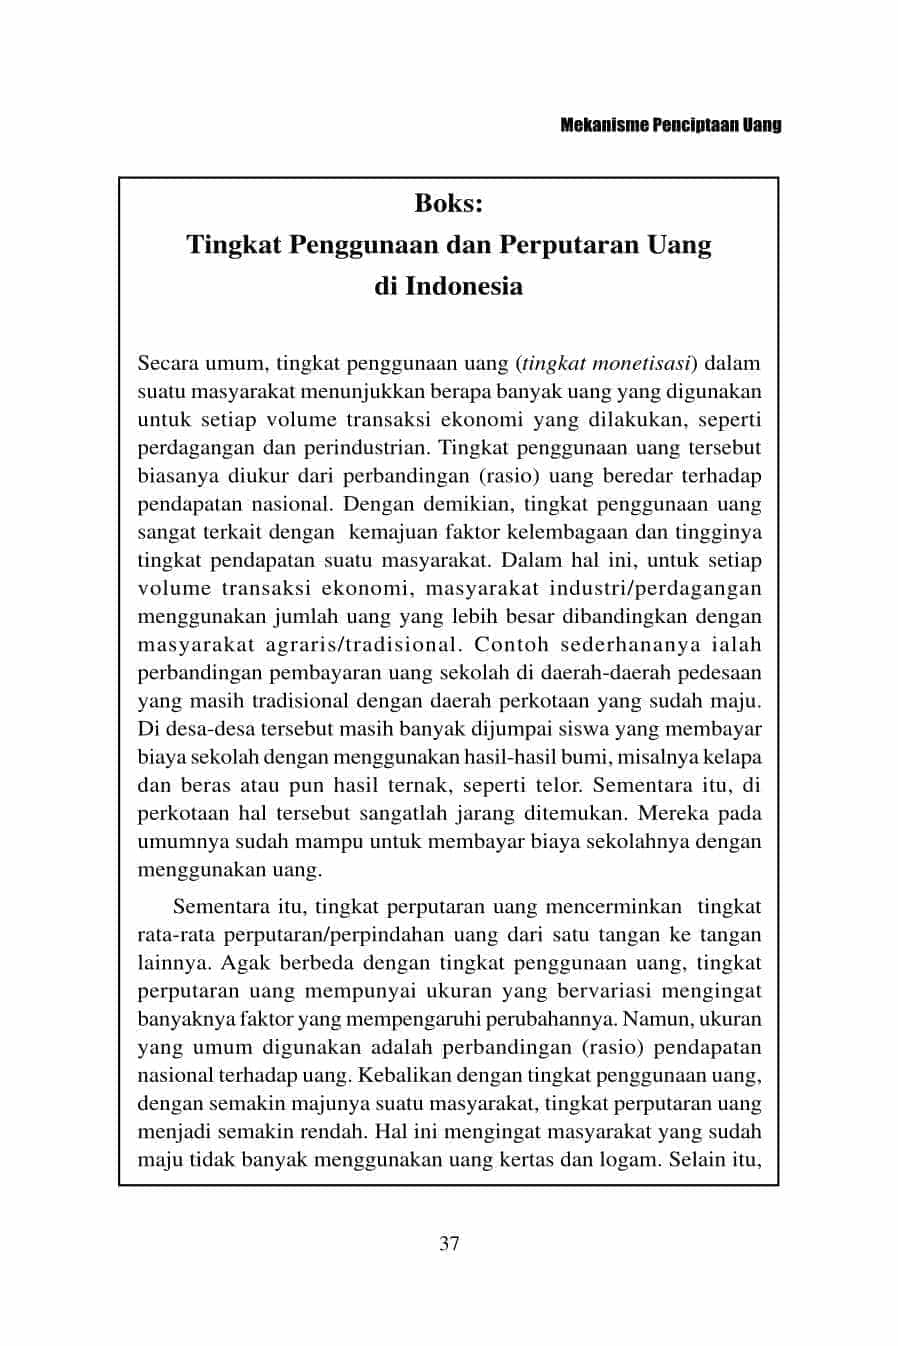 Mekanisme Penciptaan Uang
Boks:
Tingkat Penggunaan dan Perputaran Uang
di Indonesia
Secara umum, tingkat penggunaan uang (tingkat monetisasi) dalam
suatu masyarakat menunjukkan berapa banyak uang yang digunakan
untuk setiap volume transaksi ekonomi yang dilakukan, seperti
perdagangan dan perindustrian. Tingkat penggunaan uang tersebut
biasanya diukur dari perbandingan (rasio) uang beredar terhadap
pendapatan nasional. Dengan demikian, tingkat penggunaan uang
sangat terkait dengan kemajuan faktor kelembagaan dan tingginya
tingkat pendapatan suatu masyarakat. Dalam hal ini, untuk setiap
volume transaksi ekonomi, masyarakat industri/perdagangan
menggunakan jumlah uang yang lebih besar dibandingkan dengan
masyarakat agraris/tradisional. Contoh sederhananya ialah
perbandingan pembayaran uang sekolah di daerah-daerah pedesaan
yang masih tradisional dengan daerah perkotaan yang sudah maju.
Di desa-desa tersebut masih banyak dijumpai siswa yang membayar
biaya sekolah dengan menggunakan hasil-hasil bumi, misalnya kelapa
dan beras atau pun hasil ternak, seperti telor. Sementara itu, di
perkotaan hal tersebut sangatlah jarang ditemukan. Mereka pada
umumnya sudah mampu untuk membayar biaya sekolahnya dengan
menggunakan uang.
Sementara itu, tingkat perputaran uang mencerminkan tingkat
rata-rata perputaran/perpindahan uang dari satu tangan ke tangan
lainnya. Agak berbeda dengan tingkat penggunaan uang, tingkat
perputaran uang mempunyai ukuran yang bervariasi mengingat
banyaknya faktor yang mempengaruhi perubahannya. Namun, ukuran
yang umum digunakan adalah perbandingan (rasio) pendapatan
nasional terhadap uang. Kebalikan dengan tingkat penggunaan uang,
dengan semakin majunya suatu masyarakat, tingkat perputaran uang
menjadi semakin rendah. Hal ini mengingat masyarakat yang sudah
maju tidak banyak menggunakan uang kertas dan logam. Selain itu,
37